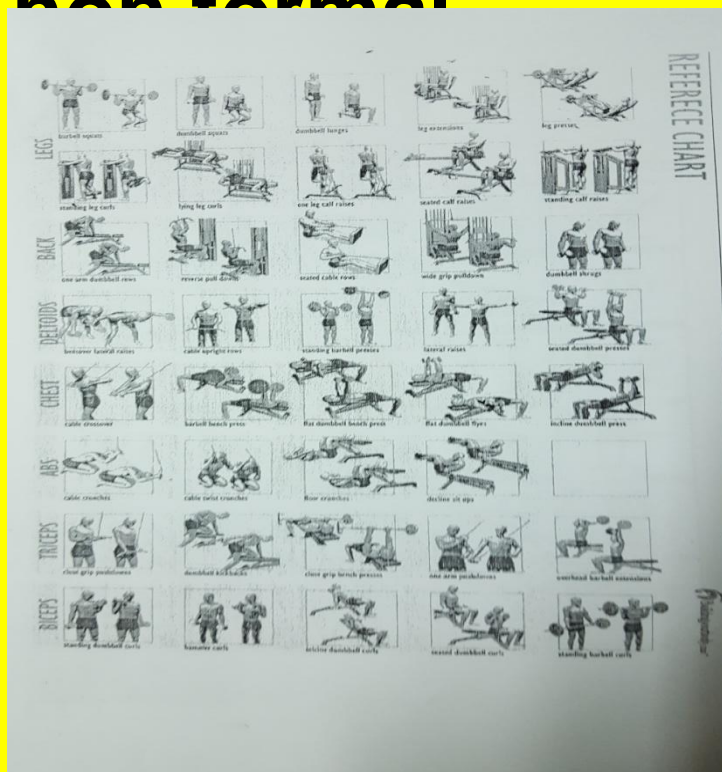 non formal
REFERECE CHART
LEGS
barbell squats
dumbbell squats
dumbbell lunges
leg extensions
leg presses
standing leg curls
lying leg curls
one leg calf raises
seated calf raises
standing calf raises
BACK
one arm dumbbell rows
reverse pull downs
seated cable rows
wide grip pulldown
dumbbell shrugs
DELTOIDS
bentover lateral raises
cable upright rows
standing barbell presses
lateral raises
seated dumbbell presses
CHEST
cable crossover
barbell bench press
flat dumbbell bench press
flat dumbbell flyes
incline dumbbell press
ABS
cable crunches
cable twist crunches
floor crunches
decline sit ups
TRICEPS
close grip pushdowns
dumbbell kickbacks
close grip bench presses
one arm pushdowns
overhead barbell extensions
BICEPS
standing dumbbell curls
hammer curls
incline dumbbell curls
seated dumbbell curls
standing barbell curls